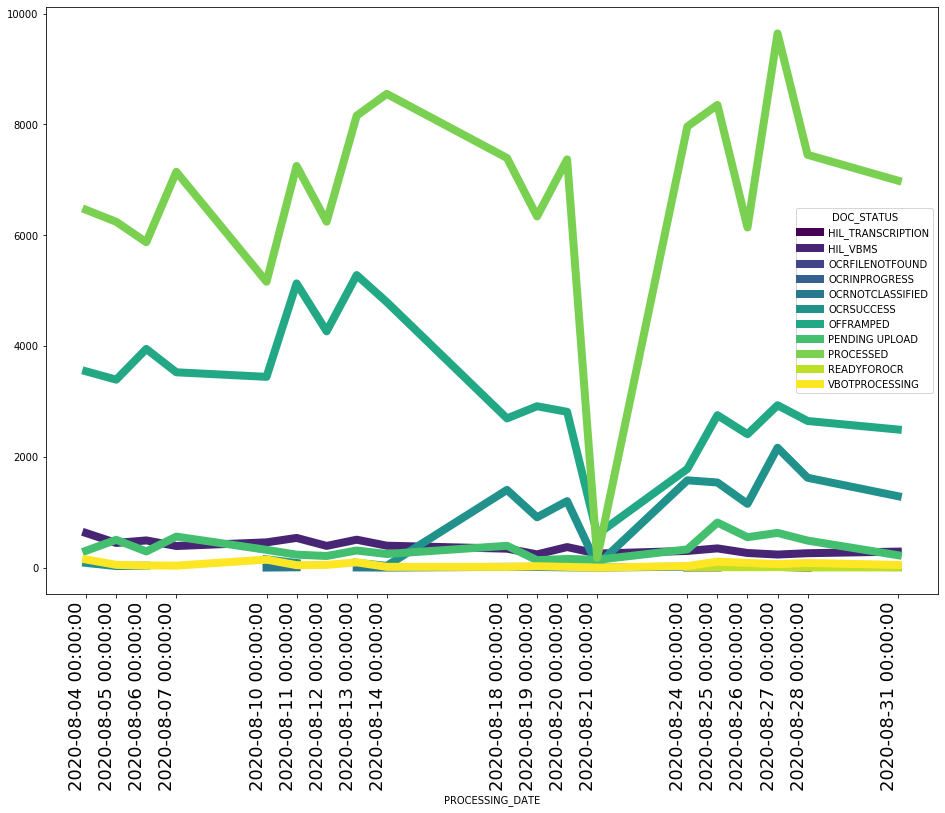 10000
8000
6000
4000
2000
0
DOC_STATUS
HIL_TRANSCRIPTION
HIL_VBMS
OCRFILENOTFOUND
OCRINPROGRESS
OCRNOTCLASSIFIED
OCRSUCCESS
OFFRAMPED
PENDING UPLOAD
PROCESSED
READYFOROCR
VBOTPROCESSING
2020-08-04 00:00:00
2020-08-05 00:00:00
2020-08-06 00:00:00
2020-08-07 00:00:00
2020-08-10 00:00:00
2020-08-11 00:00:00
2020-08-12 00:00:00
2020-08-13 00:00:00
2020-08-14 00:00:00
2020-08-18 00:00:00
2020-08-19 00:00:00
2020-08-20 00:00:00
2020-08-21 00:00:00
2020-08-24 00:00:00
2020-08-25 00:00:00
2020-08-26 00:00:00
2020-08-27 00:00:00
2020-08-28 00:00:00
2020-08-31 00:00:00
PROCESSING_DATE